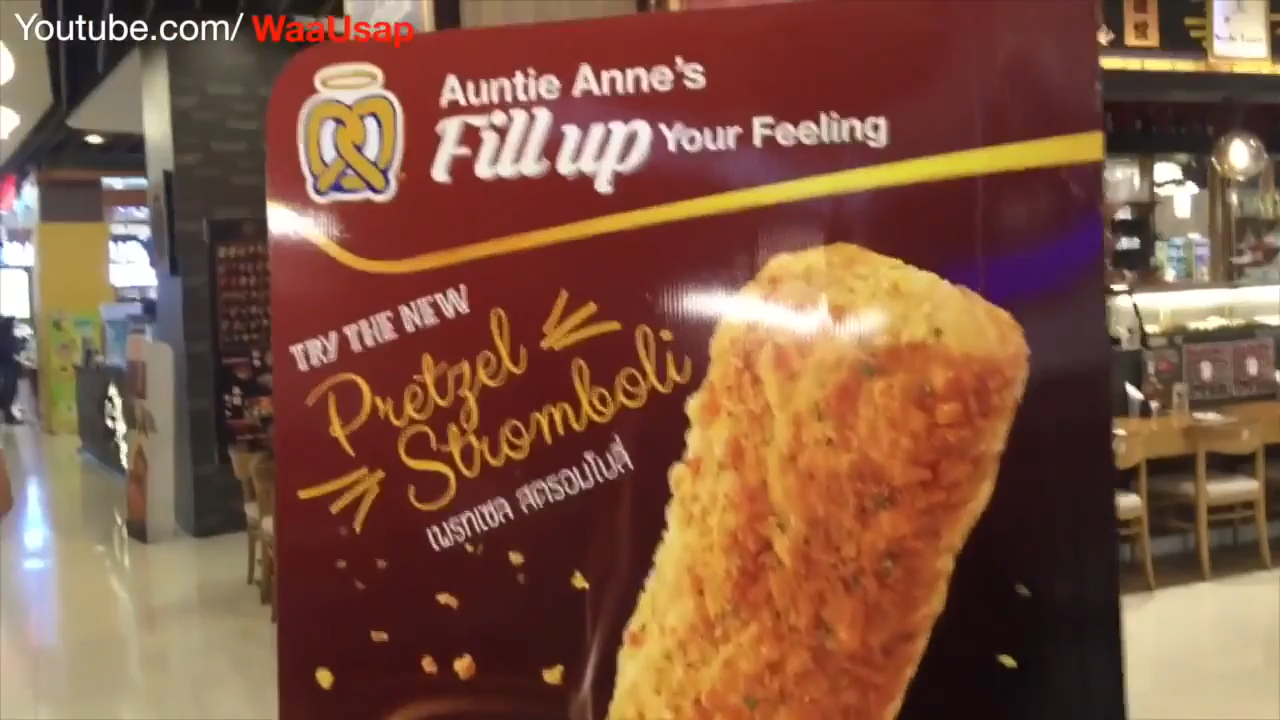 Youtube.com/ WaaUsap
Auntie Anne's
Fill up Your Feeling
TRY THE NEW
Pretzel
Stromboli
เพรทเซล สตรอมโบลี่